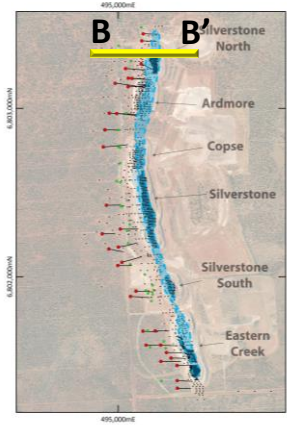 495,000mE
B B’ Silverstone
North
Ardmore
6,803,000mN
Copse
Silverstone
Silverstone
South
6,802,000mN
Eastern
Creek
495,000mE